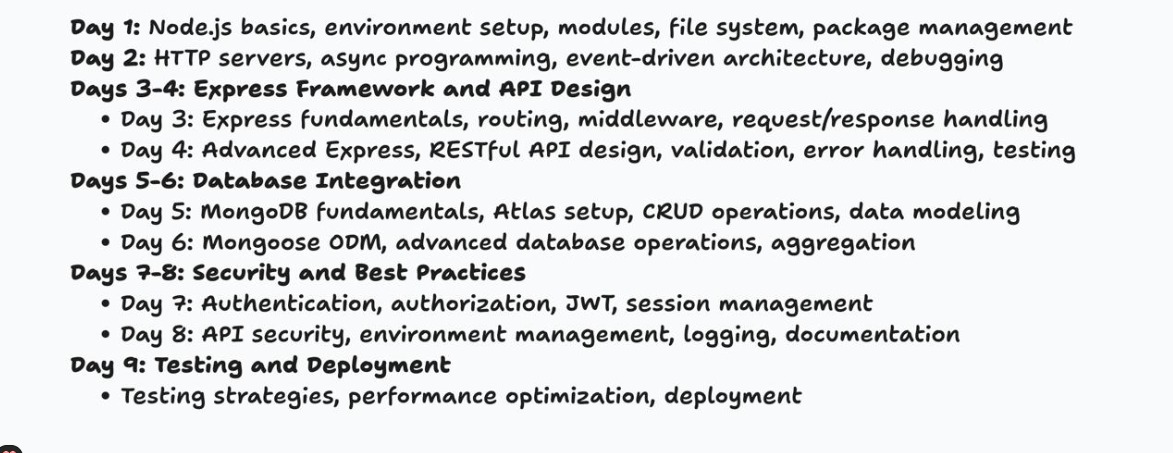 Day 1: Node.js basics, environment setup, modules, file system, package management
Day 2: HTTP servers, async programming, event-driven architecture, debugging
Days 3-4: Express Framework and API Design
• Day 3: Express fundamentals, routing, middleware, request/response handling
• Day 4: Advanced Express, RESTful API design, validation, error handling, testing
Days 5-6: Database Integration
• Day 5: MongoDB fundamentals, Atlas setup, CRUD operations, data modeling
• Day 6: Mongoose ODM, advanced database operations, aggregation
Days 7-8: Security and Best Practices
• Day 7: Authentication, authorization, JWT, session management
• Day 8: API security, environment management, logging, documentation
Day 9: Testing and Deployment
• Testing strategies, performance optimization, deployment